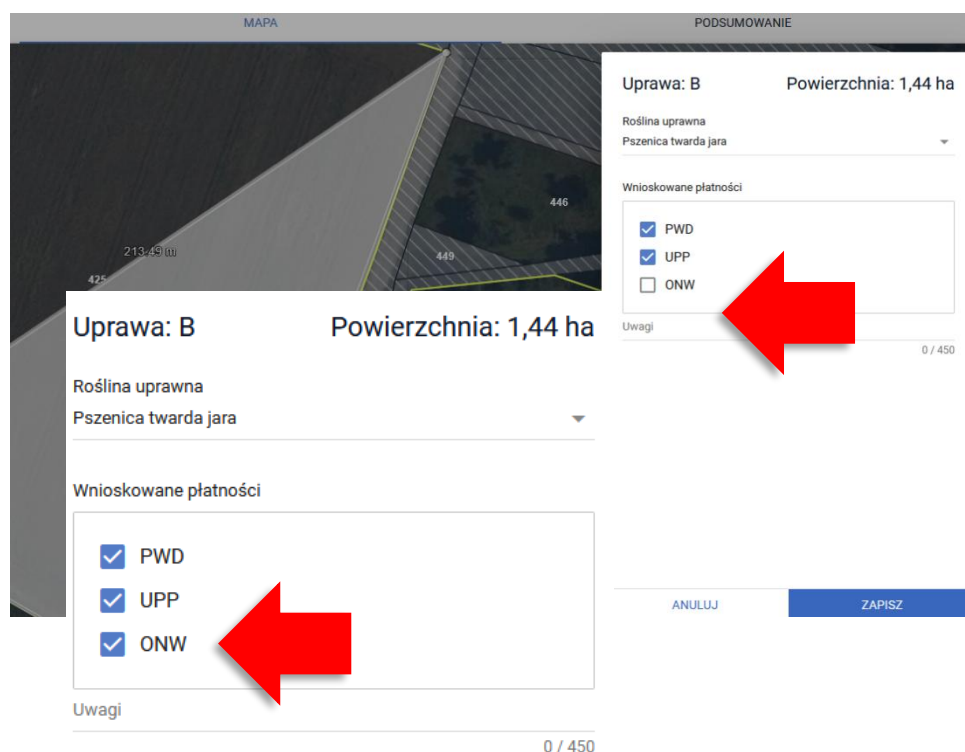 MAPA
PODSUMOWANIE
Uprawa: B Powierzchnia: 1,44 ha
Roślina uprawna
Pszenica twarda jara
Wnioskowane płatności
PWD
UPP
ONW
Uwagi
0 / 450
ANULUJ
ZAPISZ
446
449
213.49 m
425
Uprawa: B Powierzchnia: 1,44 ha
Roślina uprawna
Pszenica twarda jara
Wnioskowane płatności
PWD
UPP
ONW
Uwagi
0 / 450